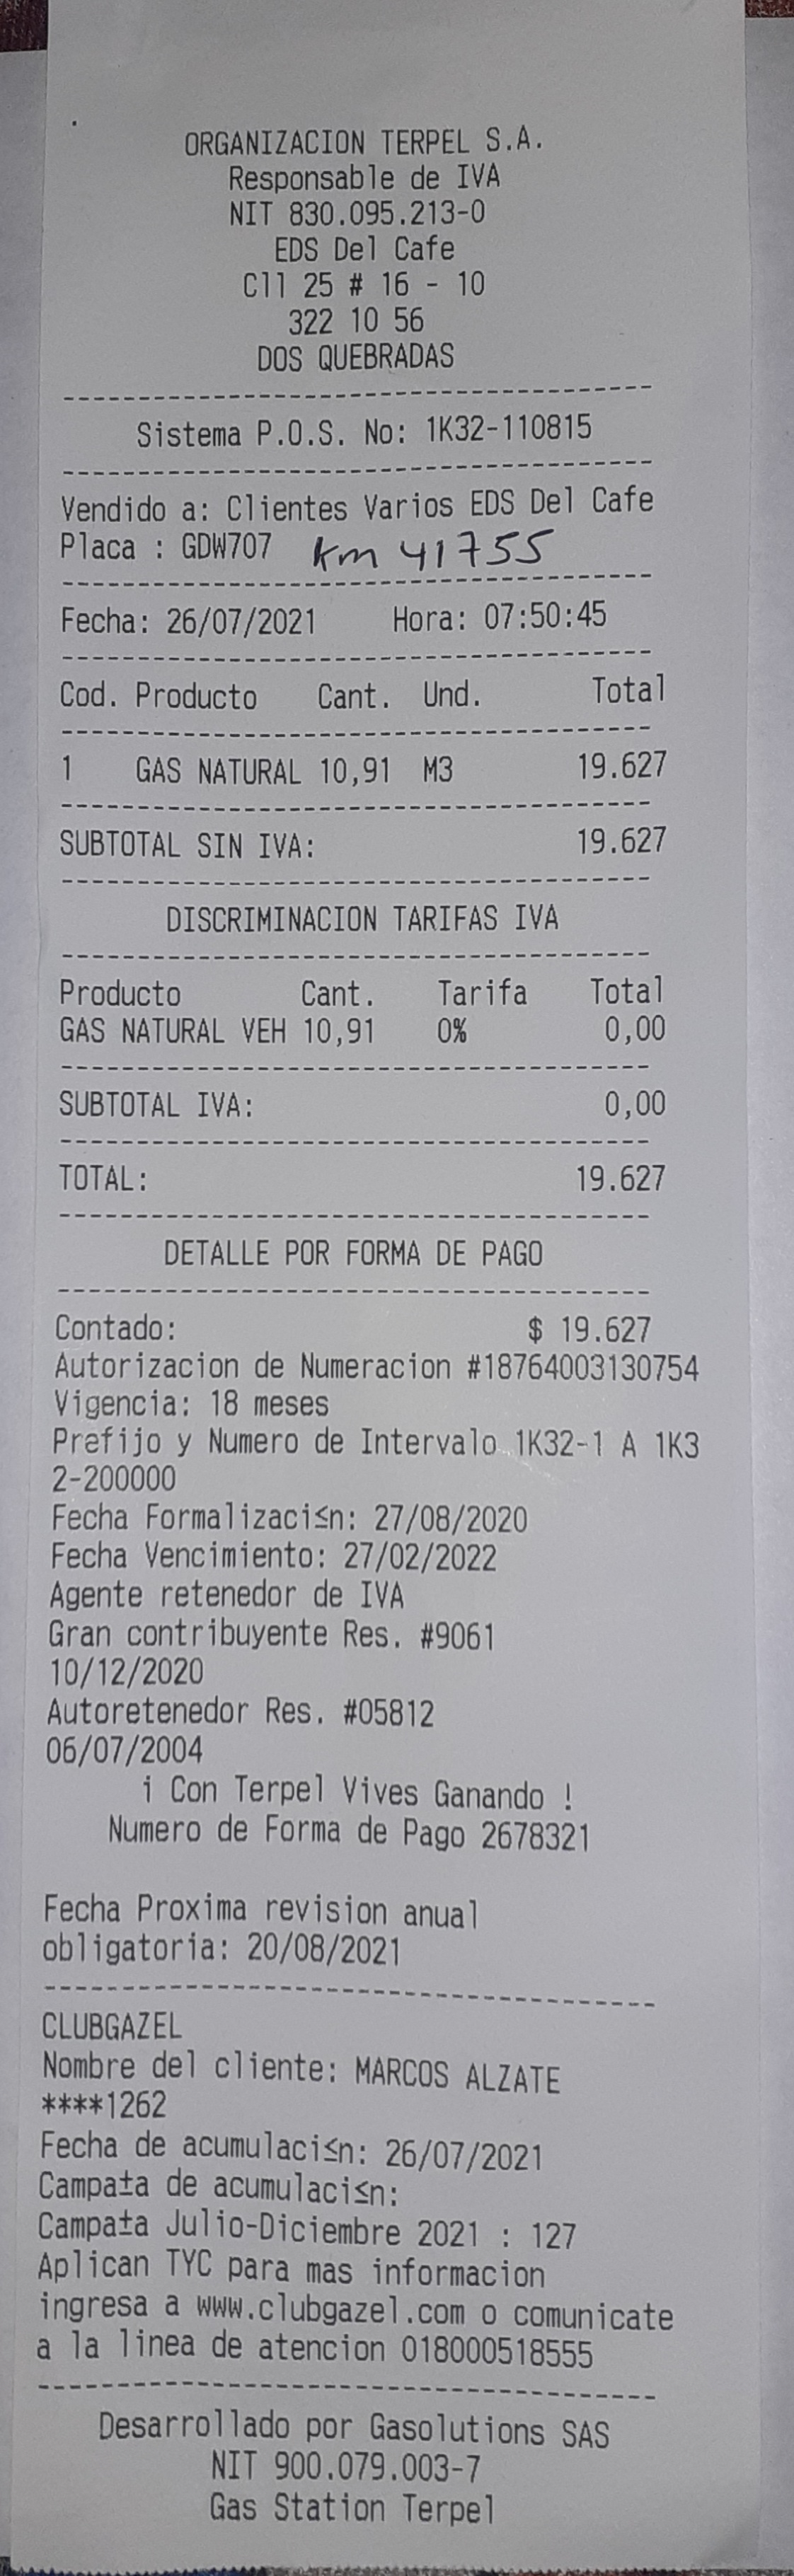 ORGANIZACION TERPEL S.A.
Responsable de IVA
NIT 830.095.213-0
EDS Del Cafe
Cll 25 # 16 - 10
322 10 56
DOS QUEBRADAS
Sistema P.O.S. No: 1K32-110815
Vendido a: Clientes Varios EDS Del Cafe
Placa : GDW707 km 41755
Fecha: 26/07/2021 Hora: 07:50:45
Cod. Producto Cant. Und. Total
1 GAS NATURAL 10,91 M3 19.627
SUBTOTAL SIN IVA: 19.627
DISCRIMINACION TARIFAS IVA
Producto Cant. Tarifa Total
GAS NATURAL VEH 10,91 0% 0,00
SUBTOTAL IVA: 0,00
TOTAL: 19.627
DETALLE POR FORMA DE PAGO
Contado: $ 19.627
Autorizacion de Numeracion #18764003130754
Vigencia: 18 meses
Prefijo y Numero de Intervalo 1K32-1 A 1K3
2-200000
Fecha Formalizaci≤n: 27/08/2020
Fecha Vencimiento: 27/02/2022
Agente retenedor de IVA
Gran contribuyente Res. #9061
10/12/2020
Autoretenedor Res. #05812
06/07/2004
¡ Con Terpel Vives Ganando !
Numero de Forma de Pago 2678321
Fecha Proxima revision anual
obligatoria: 20/08/2021
CLUBGAZEL
Nombre del cliente: MARCOS ALZATE
****1262
Fecha de acumulaci≤n: 26/07/2021
Campa±a de acumulaci≤n:
Campa±a Julio-Diciembre 2021 : 127
Aplican TYC para mas informacion
ingresa a www.clubgazel.com o comunicate
a la linea de atencion 018000518555
Desarrollado por Gasolutions SAS
NIT 900.079.003-7
Gas Station Terpel